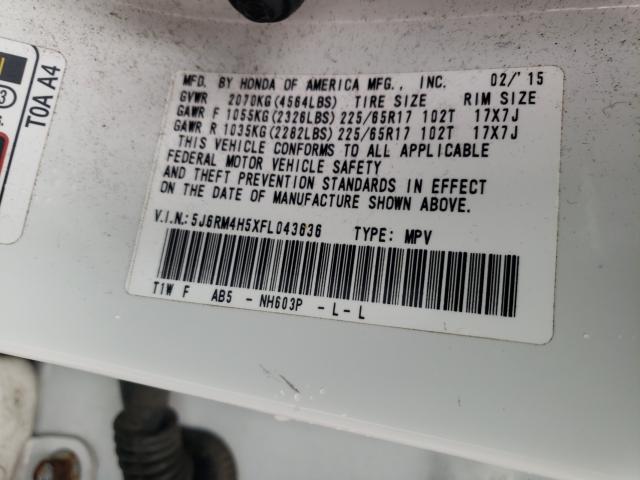 MFD. BY HONDA OF AMERICA MFG., INC. 02/'15
GVWR 2070KG(4564LBS) TIRE SIZE RIM SIZE
GAWR F 1055KG(2326LBS) 225/65R17 102T 17X7J
GAWR R 1035KG(2282LBS) 225/65R17 102T 17X7J
THIS VEHICLE CONFORMS TO ALL APPLICABLE
FEDERAL MOTOR VEHICLE SAFETY
AND THEFT PREVENTION STANDARDS IN EFFECT
ON THE DATE OF MANUFACTURE SHOWN ABOVE.
V.I.N.: 5J6RM4H5XFL043636 TYPE: MPV
T1W F AB5 - NH603P - L - L
T0A A4
3